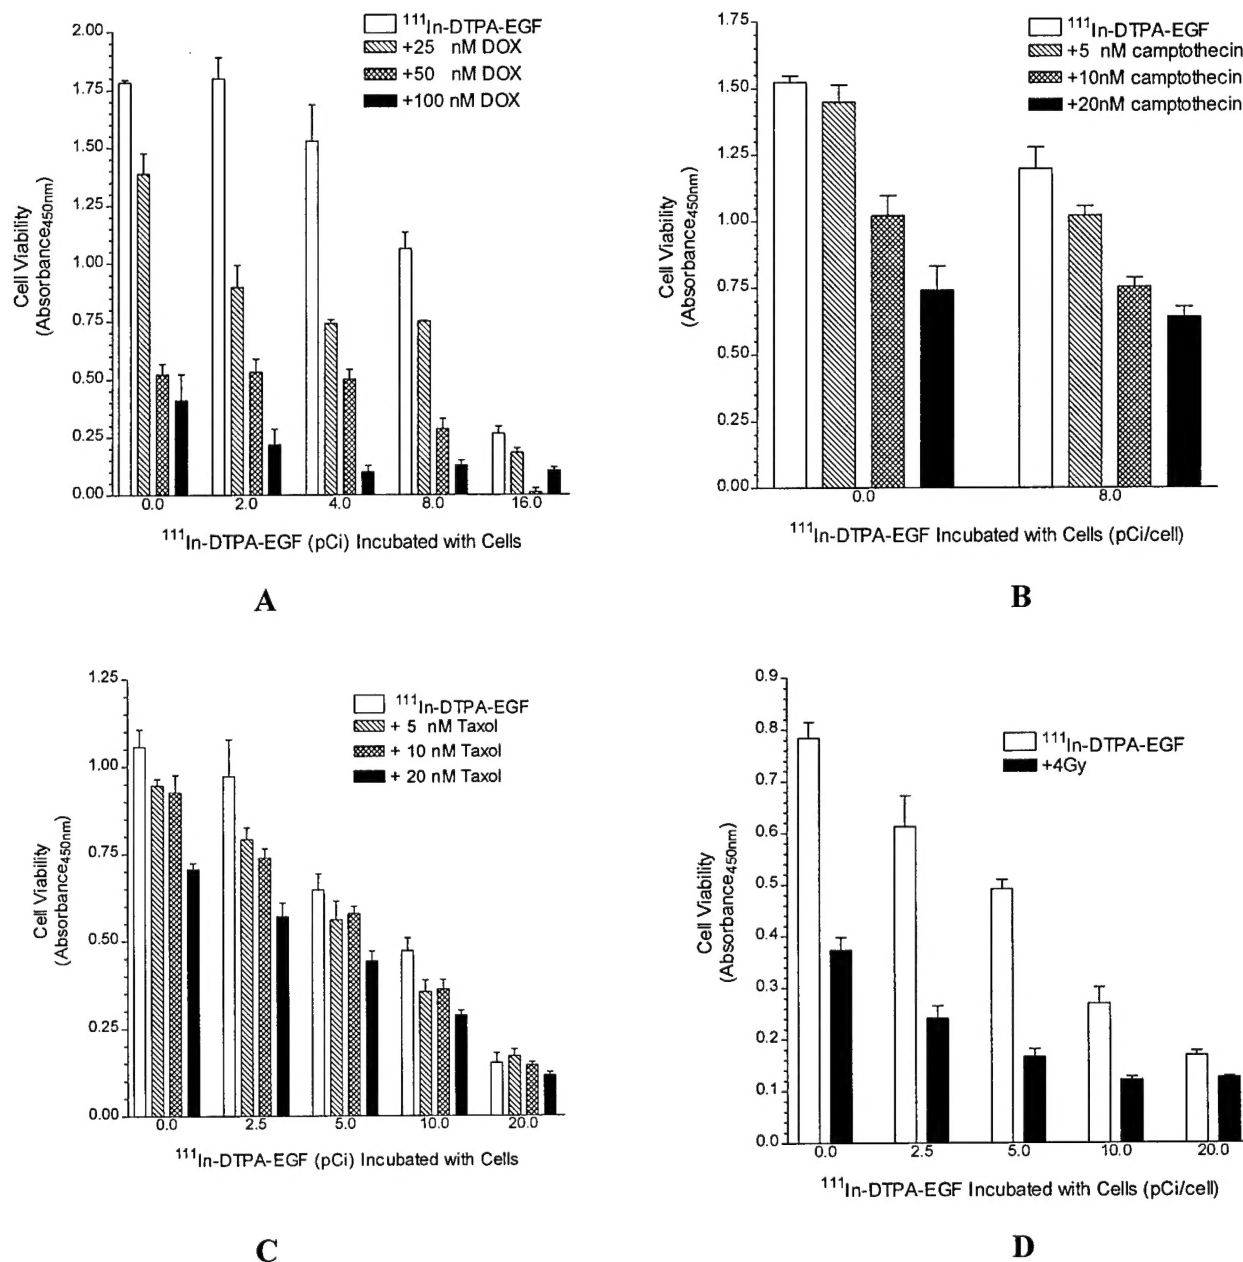 ¹¹¹In-DTPA-EGF
+25 nM DOX
+50 nM DOX
+100 nM DOX
2.00
1.75
1.50
1.25
1.00
0.75
0.50
0.25
0.00
Cell Viability
(Absorbance₄₅₀nm)
0.0 2.0 4.0 8.0 16.0
¹¹¹In-DTPA-EGF (pCi) Incubated with Cells
A
¹¹¹In-DTPA-EGF
+5 nM camptothecin
+10nM camptothecin
+20nM camptothecin
1.75
1.50
1.25
1.00
0.75
0.50
0.25
0.00
Cell Viability
(Absorbance₄₅₀nm)
0.0 8.0
¹¹¹In-DTPA-EGF Incubated with Cells (pCi/cell)
B
¹¹¹In-DTPA-EGF
+ 5 nM Taxol
+ 10 nM Taxol
+ 20 nM Taxol
1.25
1.00
0.75
0.50
0.25
0.00
Cell Viability
(Absorbance₄₅₀nm)
0.0 2.5 5.0 10.0 20.0
¹¹¹In-DTPA-EGF (pCi) Incubated with Cells
C
¹¹¹In-DTPA-EGF
+4Gy
0.9
0.8
0.7
0.6
0.5
0.4
0.3
0.2
0.1
0.0
Cell Viability
(Absorbance₄₅₀nm)
0.0 2.5 5.0 10.0 20.0
¹¹¹In-DTPA-EGF Incubated with Cells (pCi/cell)
D